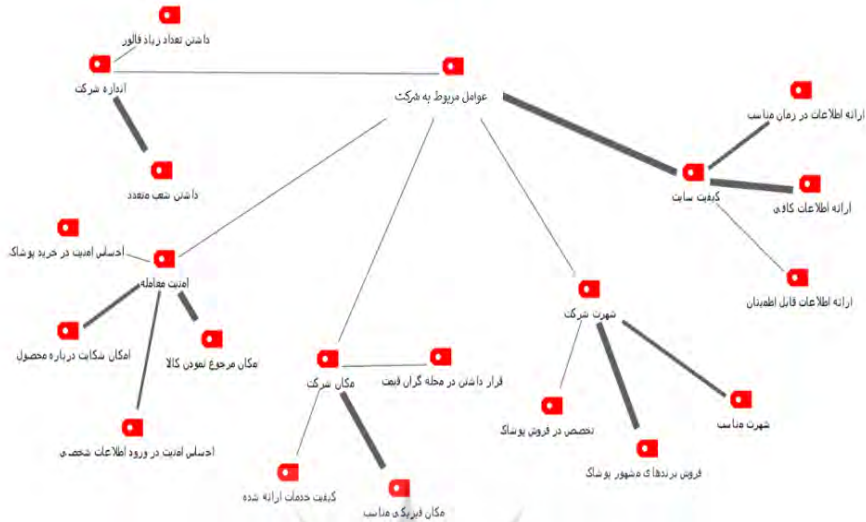 داشتن تعداد زیاد فالور
اندازه شرکت
عوامل مربوط به شرکت
ارائه اطلاعات در زمان مناسب
داشتن شعب متعدد
کیفیت سایت
ارائه اطلاعات کافی
احساس امنیت در خرید پوشاک
امنیت معامله
ارائه اطلاعات قابل اطمینان
شهرت شرکت
امکان شکایت درباره محصول
مکان مرجوع نمودن کالا
مکان شرکت
قرار داشتن در محله گران قیمت
تخصص در فروش پوشاک
شهرت مناسب
احساس امنیت در ورود اطلاعات شخصی
فروش برندهای مشهور پوشاک
کیفیت خدمات ارائه شده
مکان فیزیکی مناسب